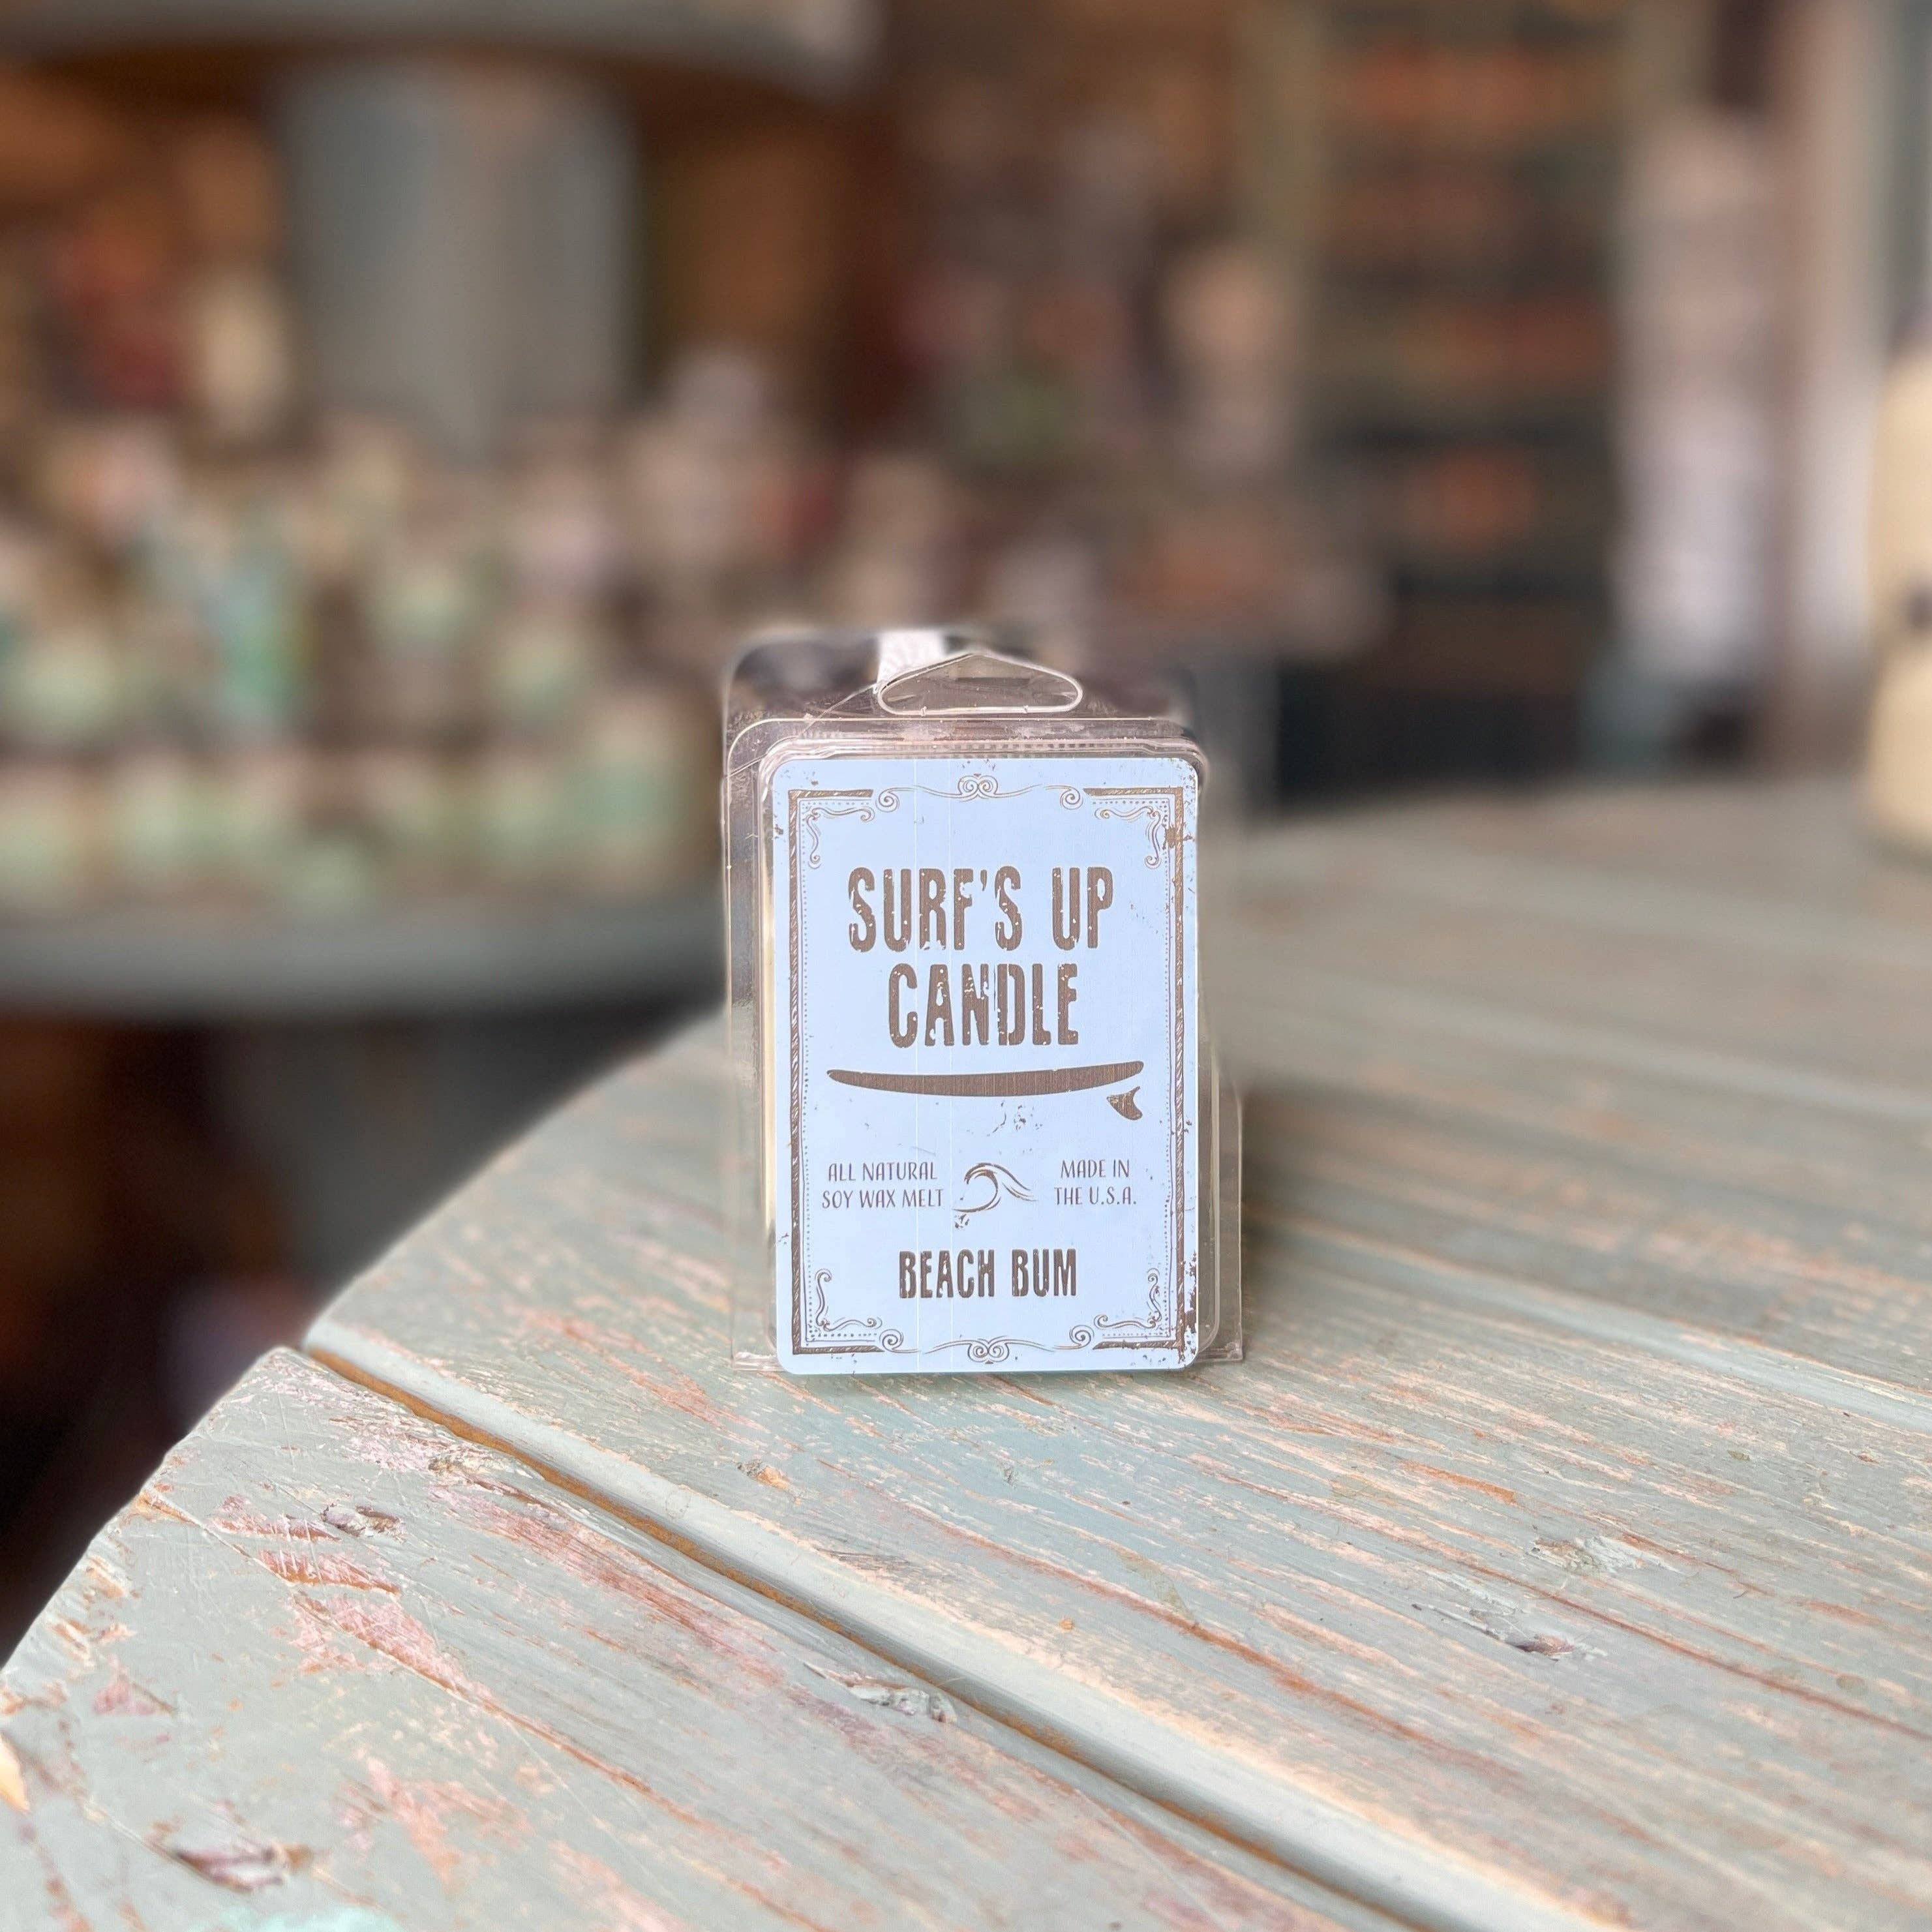 SURF'S UP
CANDLE
ALL NATURAL
SOY WAX MELT
MADE IN
THE U.S.A.
BEACH BUM